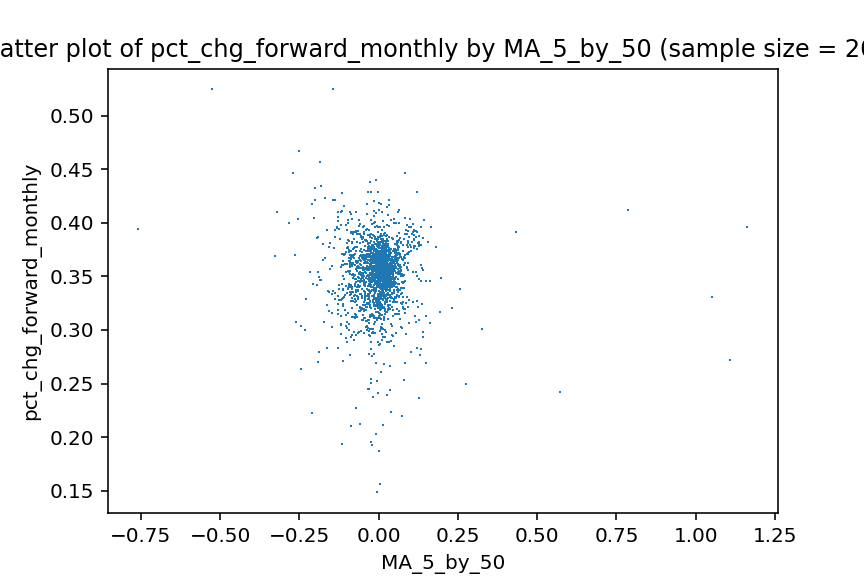 atter plot of pct_chg_forward_monthly by MA_5_by_50 (sample size = 20
0.50
0.45
0.40
0.35
0.30
0.25
0.20
0.15
pct_chg_forward_monthly
−0.75 −0.50 −0.25 0.00 0.25 0.50 0.75 1.00 1.25
MA_5_by_50